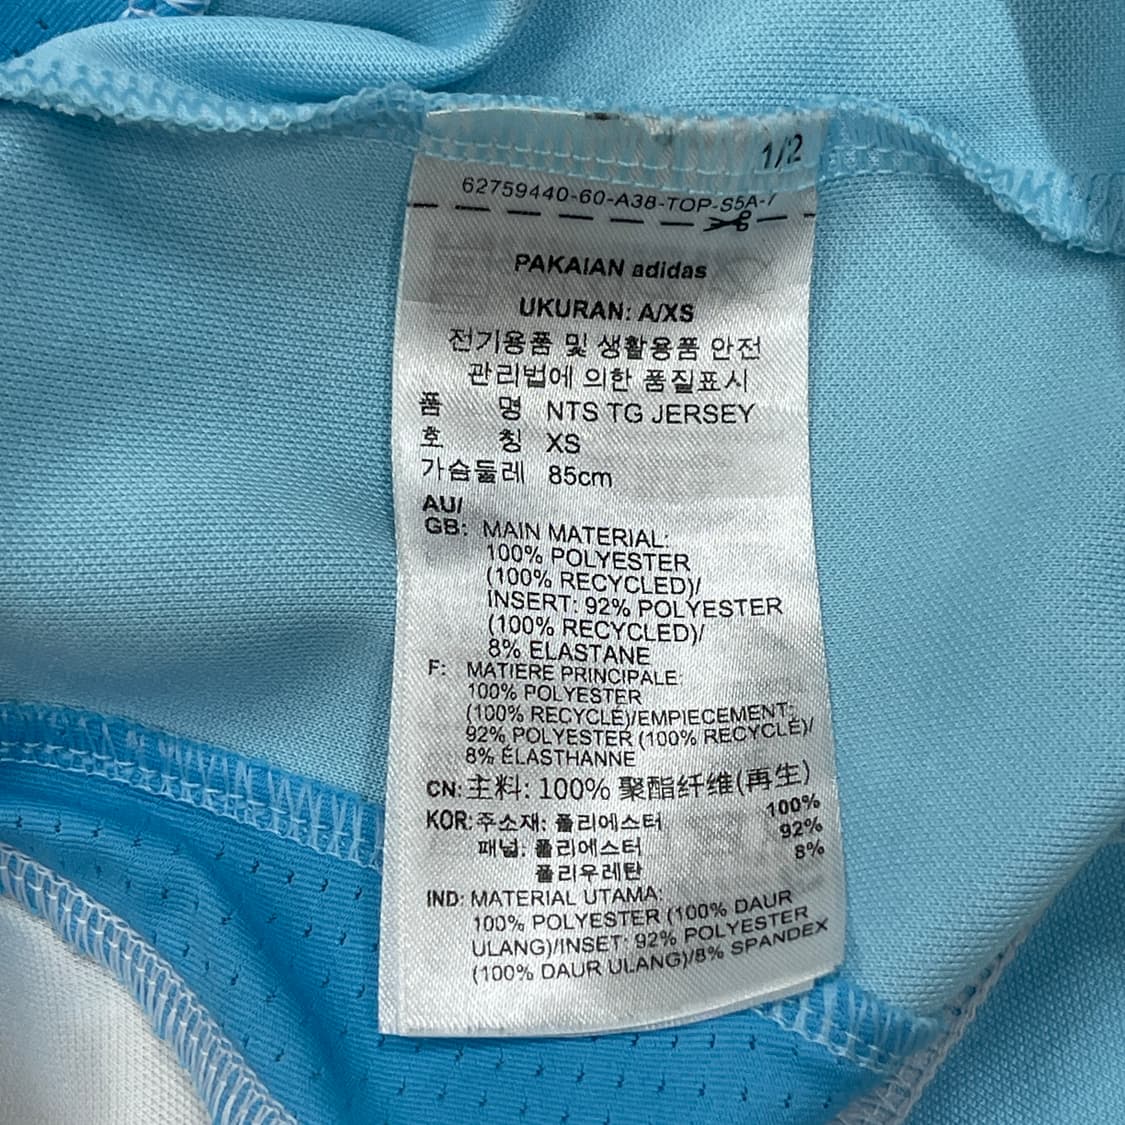 1/2
62759440-60-A38-TOP-S5A-7
PAKAIAN adidas
UKURAN: A/XS
전기용품 및 생활용품 안전
관리법에 의한 품질표시
품 명 NTS TG JERSEY
호 칭 XS
가슴둘레 85cm
AU/
GB: MAIN MATERIAL:
100% POLYESTER
(100% RECYCLED)/
INSERT: 92% POLYESTER
(100% RECYCLED)/
8% ELASTANE
F: MATIERE PRINCIPALE:
100% POLYESTER
(100% RECYCLÉ)/EMPIECEMENT:
92% POLYESTER (100% RECYCLÉ)/
8% ÉLASTHANNE
CN: 主料: 100% 聚酯纤维(再生)
KOR: 주소재: 폴리에스터 100%
패널: 폴리에스터 92%
폴리우레탄 8%
IND: MATERIAL UTAMA:
100% POLYESTER (100% DAUR
ULANG)/INSET: 92% POLYESTER
(100% DAUR ULANG)/8% SPANDEX